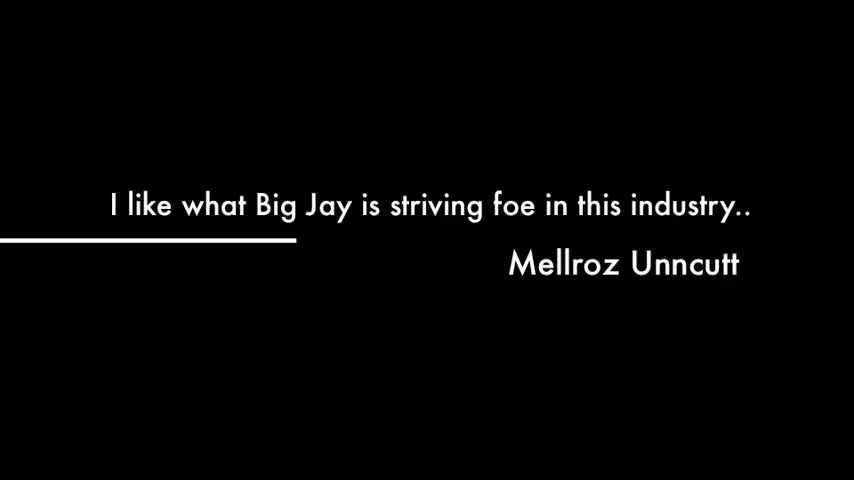 I like what Big Jay is striving foe in this industry..
Mellroz Unncutt